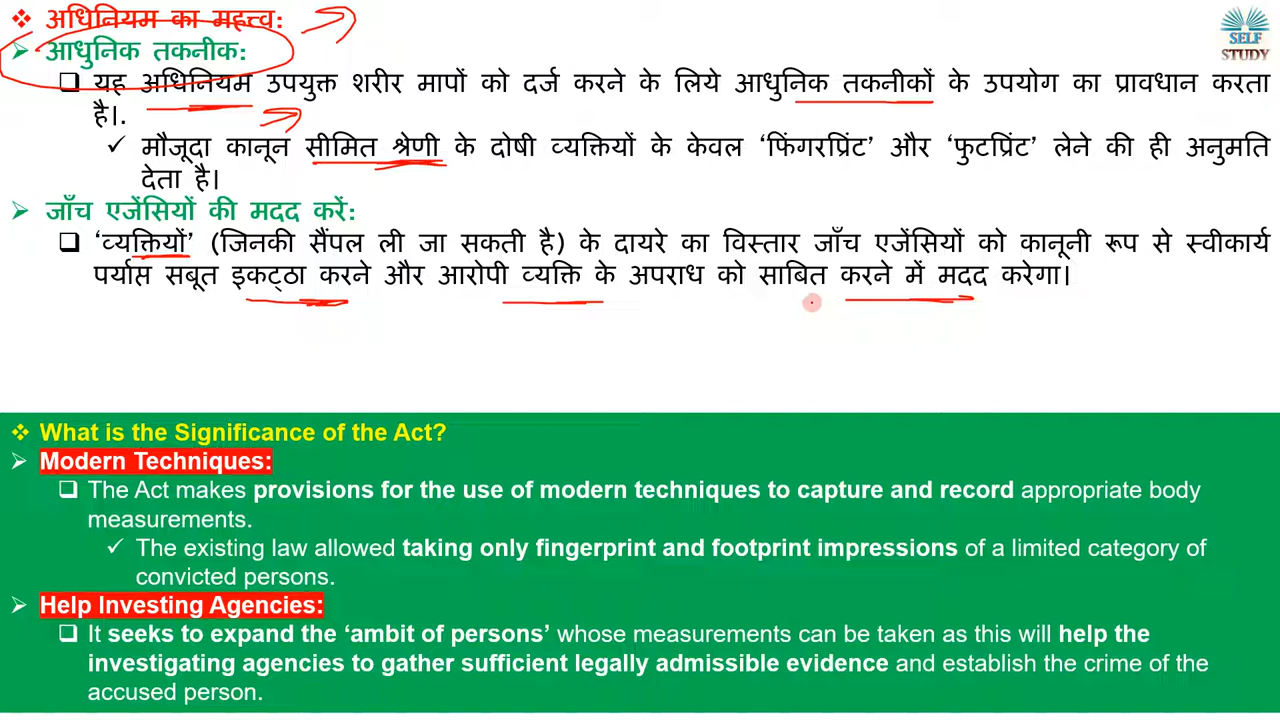 ❖ अधिनियम का महत्त्व:
➢ आधुनिक तकनीक:
❑ यह अधिनियम उपयुक्त शरीर मापों को दर्ज करने के लिये आधुनिक तकनीकों के उपयोग का प्रावधान करता
है।.
✓ मौजूदा कानून सीमित श्रेणी के दोषी व्यक्तियों के केवल ‘फिंगरप्रिंट’ और ‘फुटप्रिंट’ लेने की ही अनुमति
देता है।
➢ जाँच एजेंसियों की मदद करें:
❑ ‘व्यक्तियों’ (जिनकी सैंपल ली जा सकती है) के दायरे का विस्तार जाँच एजेंसियों को कानूनी रूप से स्वीकार्य
पर्याप्त सबूत इकट्ठा करने और आरोपी व्यक्ति के अपराध को साबित करने में मदद करेगा।
SELF
STUDY
❖ What is the Significance of the Act?
➢ Modern Techniques:
❑ The Act makes provisions for the use of modern techniques to capture and record appropriate body
measurements.
✓ The existing law allowed taking only fingerprint and footprint impressions of a limited category of
convicted persons.
➢ Help Investing Agencies:
❑ It seeks to expand the ‘ambit of persons’ whose measurements can be taken as this will help the
investigating agencies to gather sufficient legally admissible evidence and establish the crime of the
accused person.